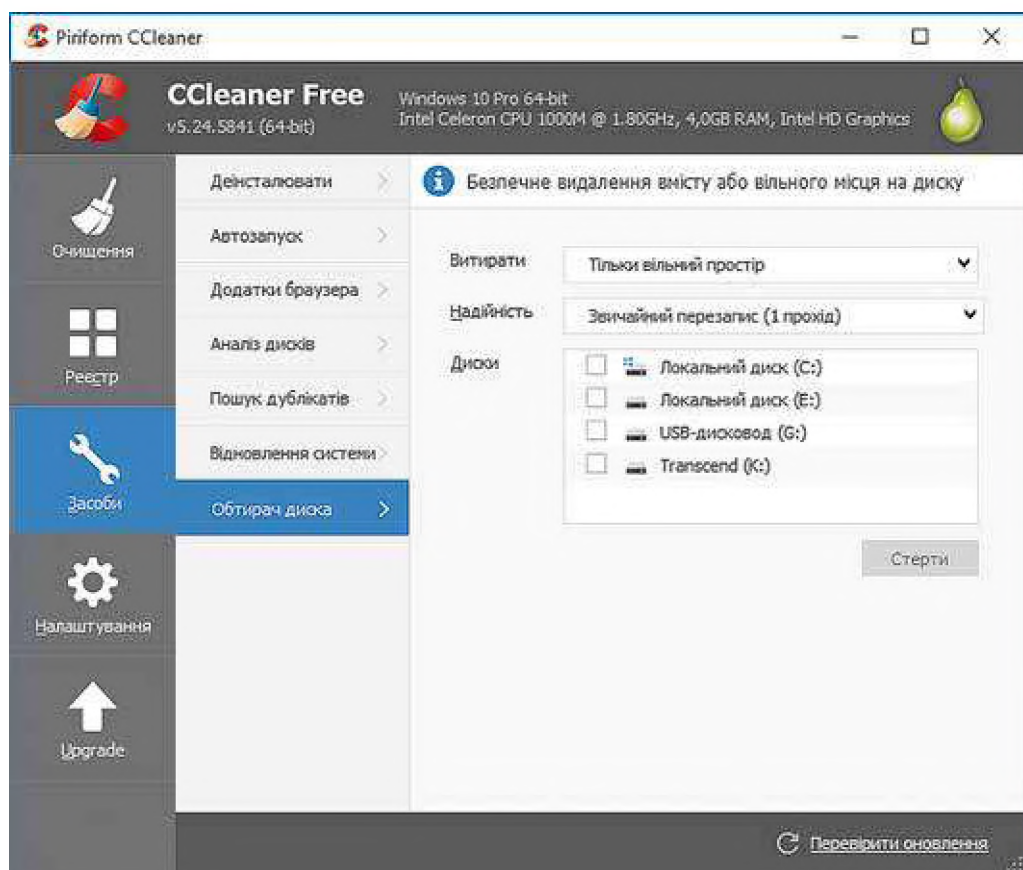 Piriform CCleaner
CCleaner Free
v5.24.5841 (64-bit)
Windows 10 Pro 64-bit
Intel Celeron CPU 1000M @ 1.80GHz, 4,0GB RAM, Intel HD Graphics
Очищення
Реєстр
Засоби
Налаштування
Upgrade
Деінсталювати
Автозапуск
Додатки браузера
Аналіз дисків
Пошук дублікатів
Відновлення системи
Обтирач диска
Безпечне видалення вмісту або вільного місця на диску
Витирати
Тільки вільний простір
Надійність
Звичайний перезапис (1 прохід)
Диски
Локальний диск (C:)
Локальний диск (E:)
USB-дисковод (G:)
Transcend (K:)
Стерти
Перевірити оновлення